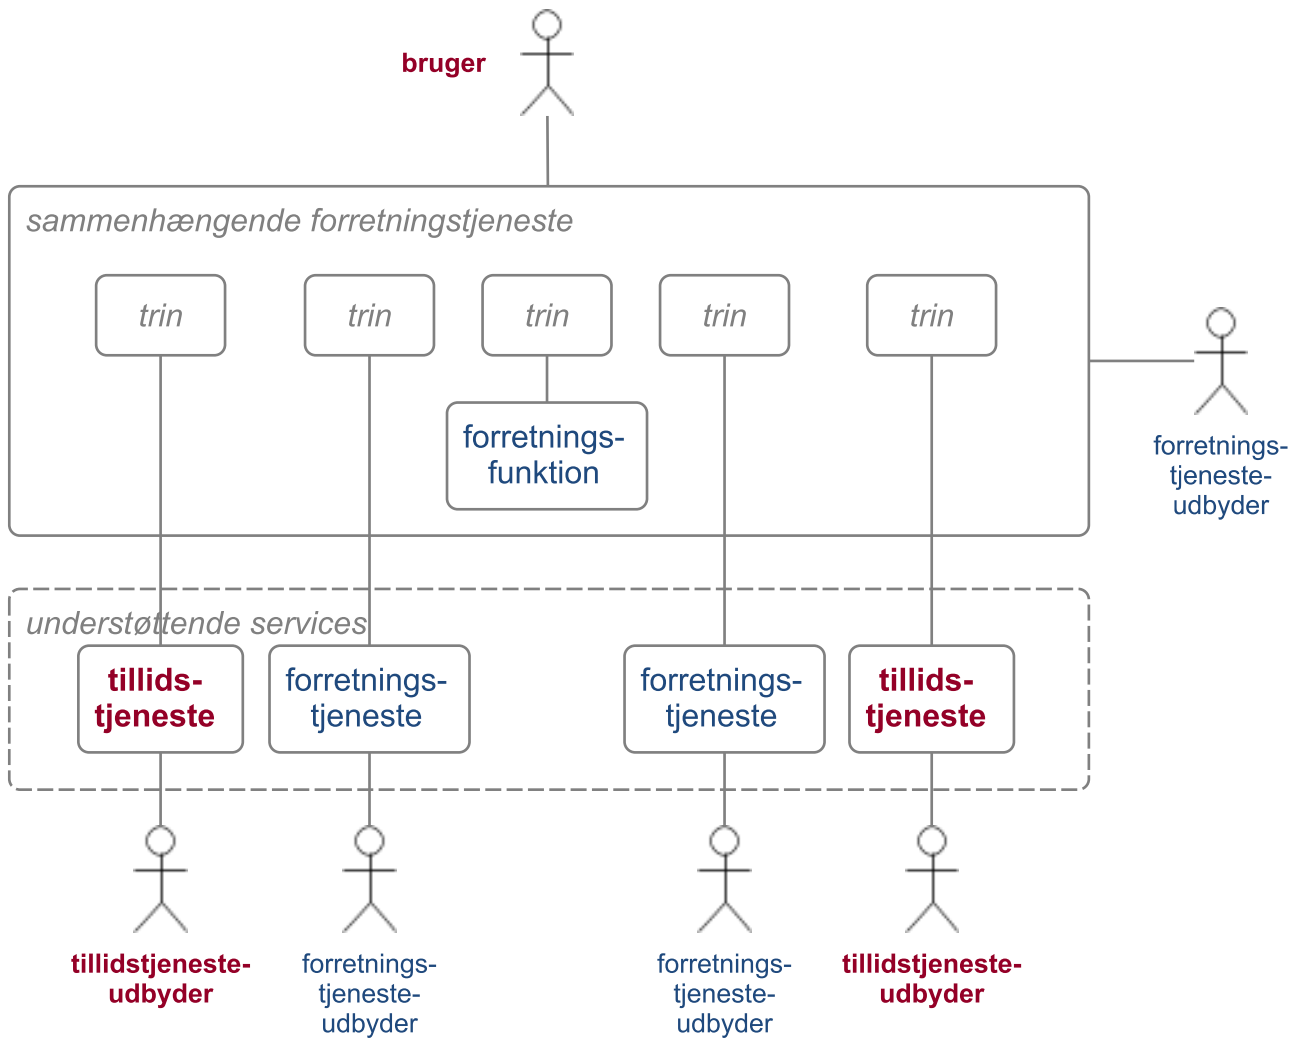 bruger
sammenhængende forretningstjeneste
trin
trin
trin
trin
trin
forretnings-
funktion
forretnings-
tjeneste-
udbyder
understøttende services
tillids-
tjeneste
forretnings-
tjeneste
forretnings-
tjeneste
tillids-
tjeneste
tillidstjeneste-
udbyder
forretnings-
tjeneste-
udbyder
forretnings-
tjeneste-
udbyder
tillidstjeneste-
udbyder